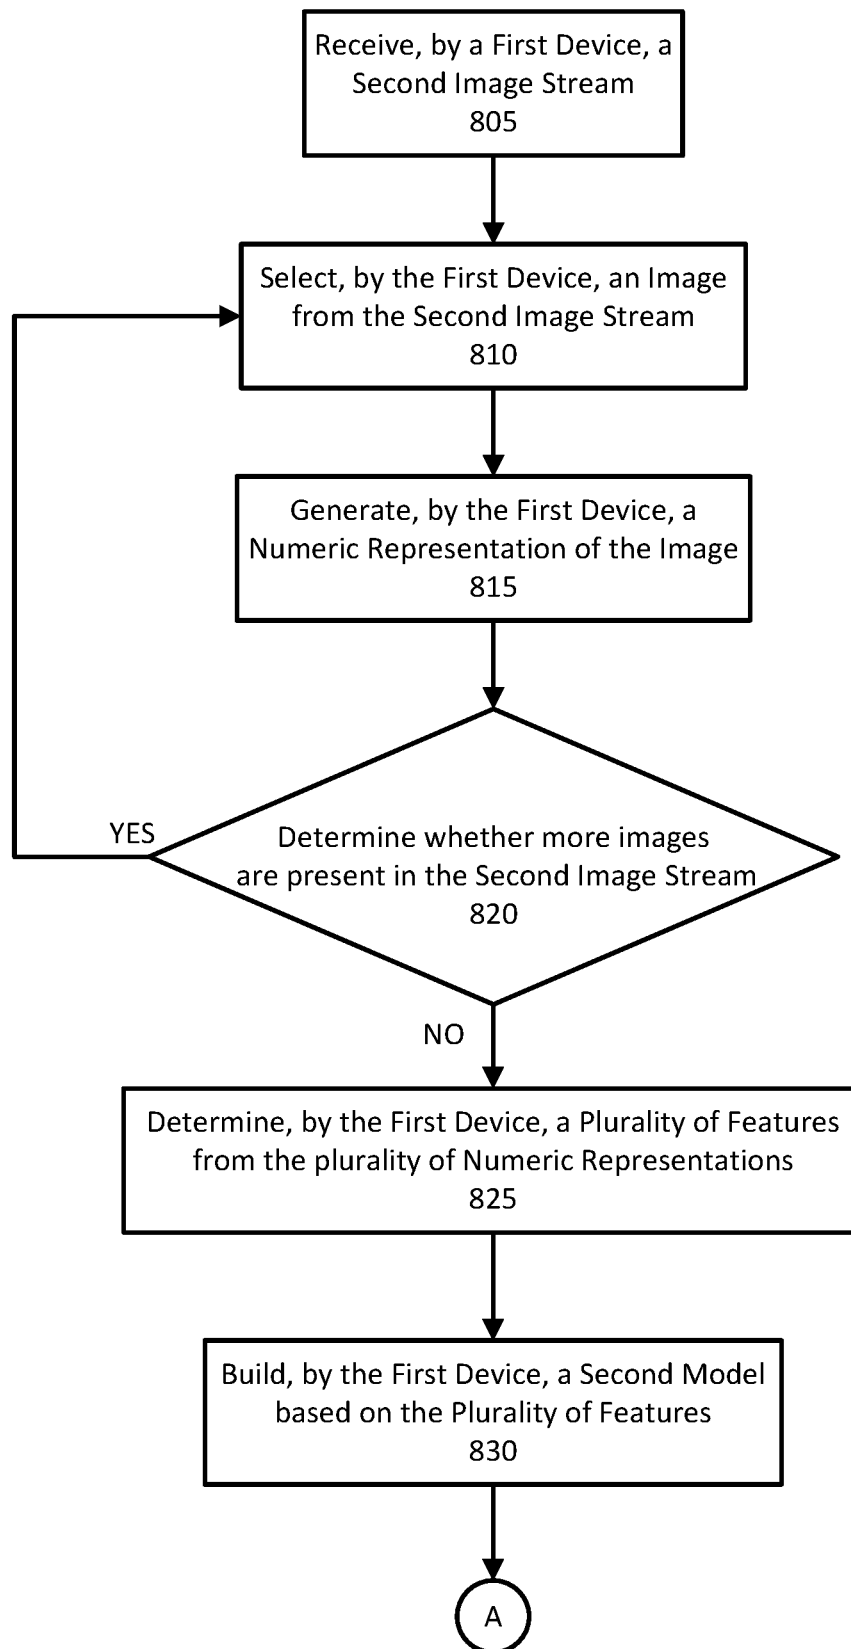 Receive, by a First Device, a
Second Image Stream
805
Select, by the First Device, an Image
from the Second Image Stream
810
Generate, by the First Device, a
Numeric Representation of the Image
815
Determine whether more images
are present in the Second Image Stream
820
YES
NO
Determine, by the First Device, a Plurality of Features
from the plurality of Numeric Representations
825
Build, by the First Device, a Second Model
based on the Plurality of Features
830
A